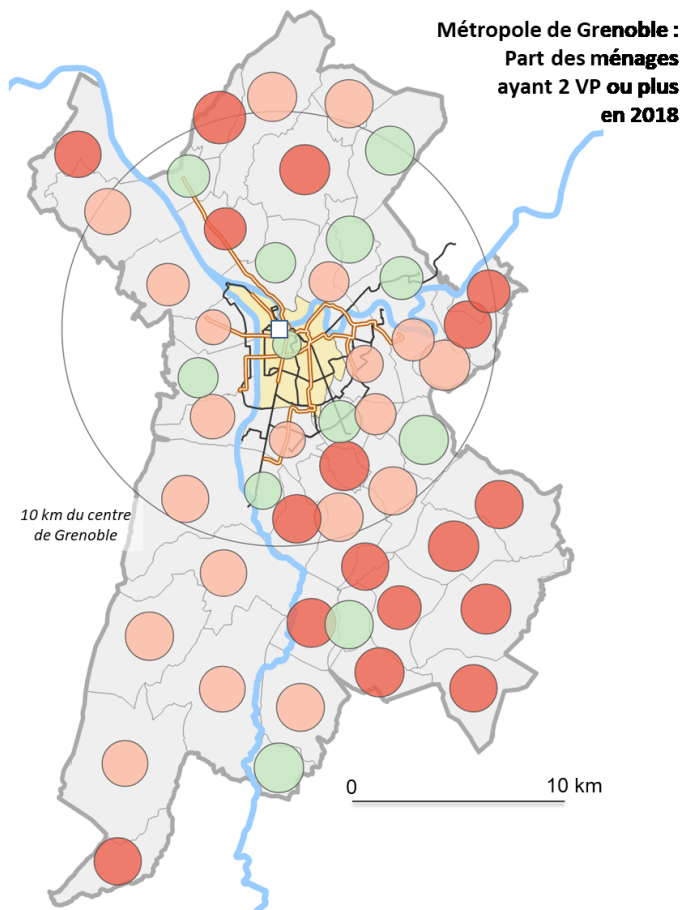 Métropole de Grenoble :
Part des ménages
ayant 2 VP ou plus
en 2018
10 km du centre
de Grenoble
0 10 km